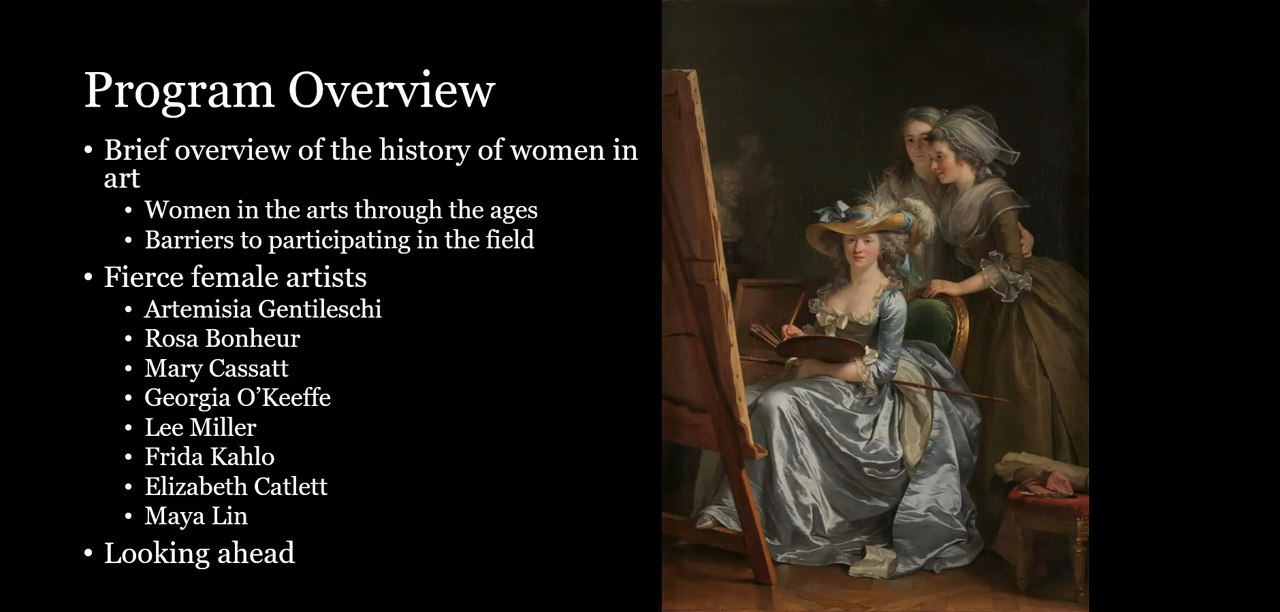 Program Overview
• Brief overview of the history of women in
art
• Women in the arts through the ages
• Barriers to participating in the field
• Fierce female artists
• Artemisia Gentileschi
• Rosa Bonheur
• Mary Cassatt
• Georgia O’Keeffe
• Lee Miller
• Frida Kahlo
• Elizabeth Catlett
• Maya Lin
• Looking ahead